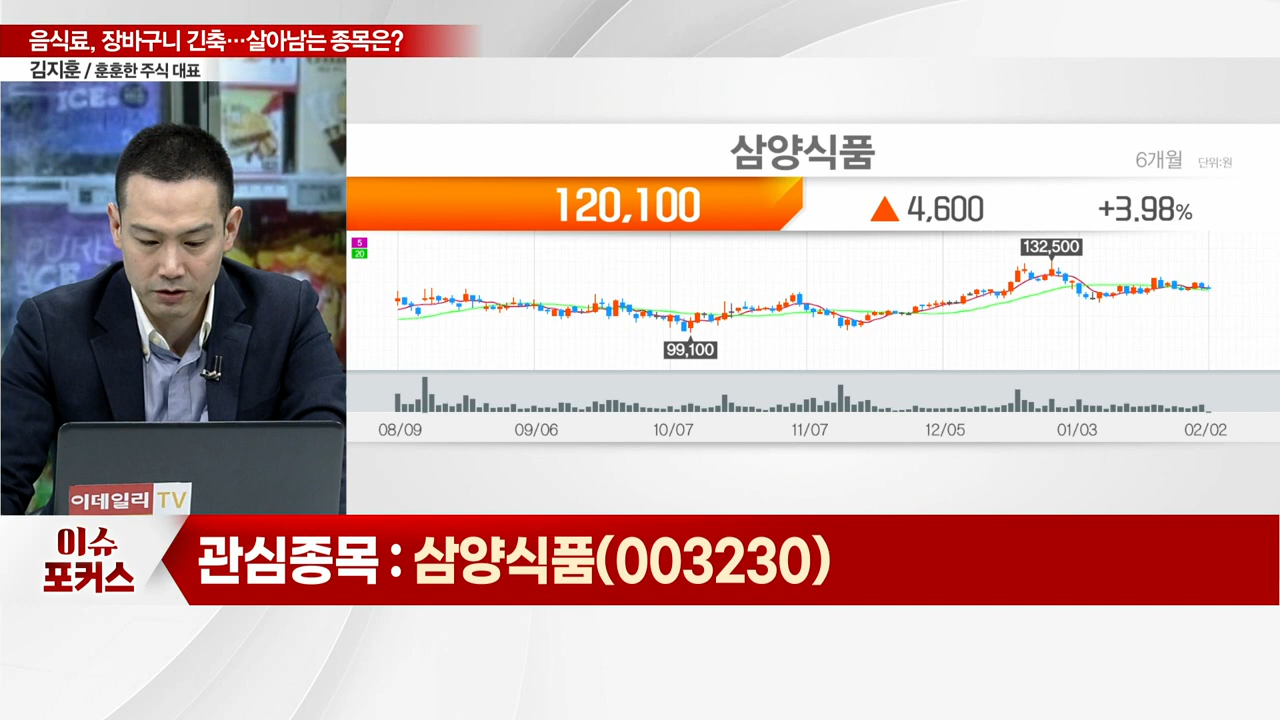 음식료, 장바구니 긴축…살아남는 종목은?
김지훈 / 훈훈한 주식 대표
ICE.
PURE
ICE
삼양식품
6개월 단위:원
120,100 ▲ 4,600 +3.98%
5
20
132,500
99,100
08/09 09/06 10/07 11/07 12/05 01/03 02/02
이데일리 TV
이슈
포커스
관심종목 : 삼양식품(003230)